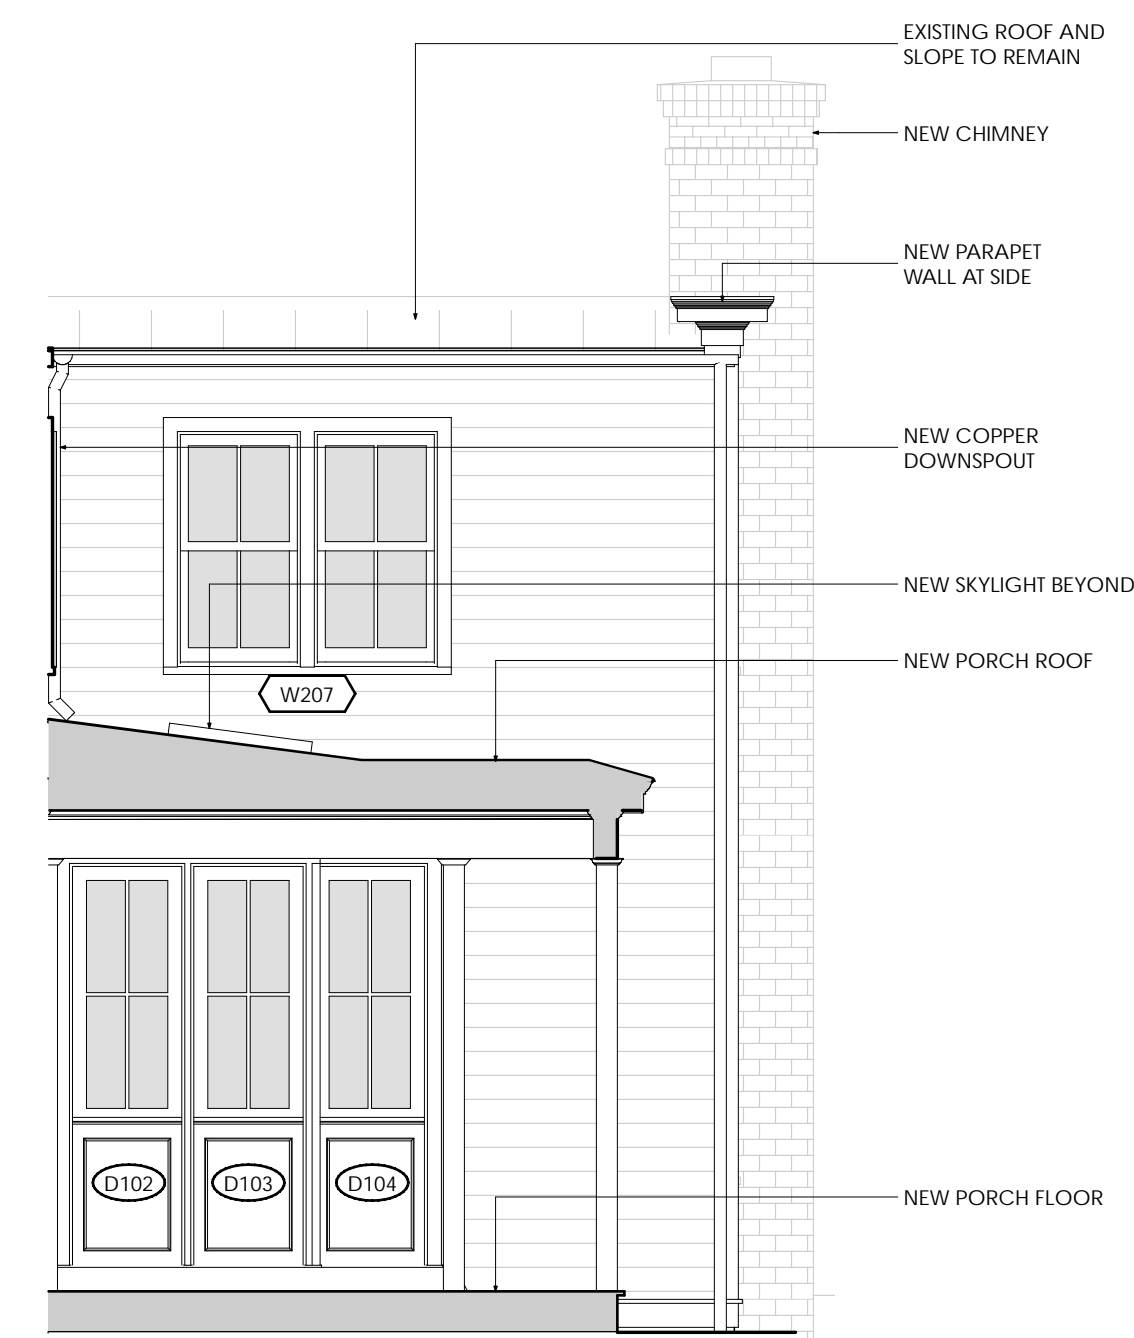 EXISTING ROOF AND
SLOPE TO REMAIN
NEW CHIMNEY
NEW PARAPET
WALL AT SIDE
NEW COPPER
DOWNSPOUT
NEW SKYLIGHT BEYOND
NEW PORCH ROOF
W207
D102
D103
D104
NEW PORCH FLOOR